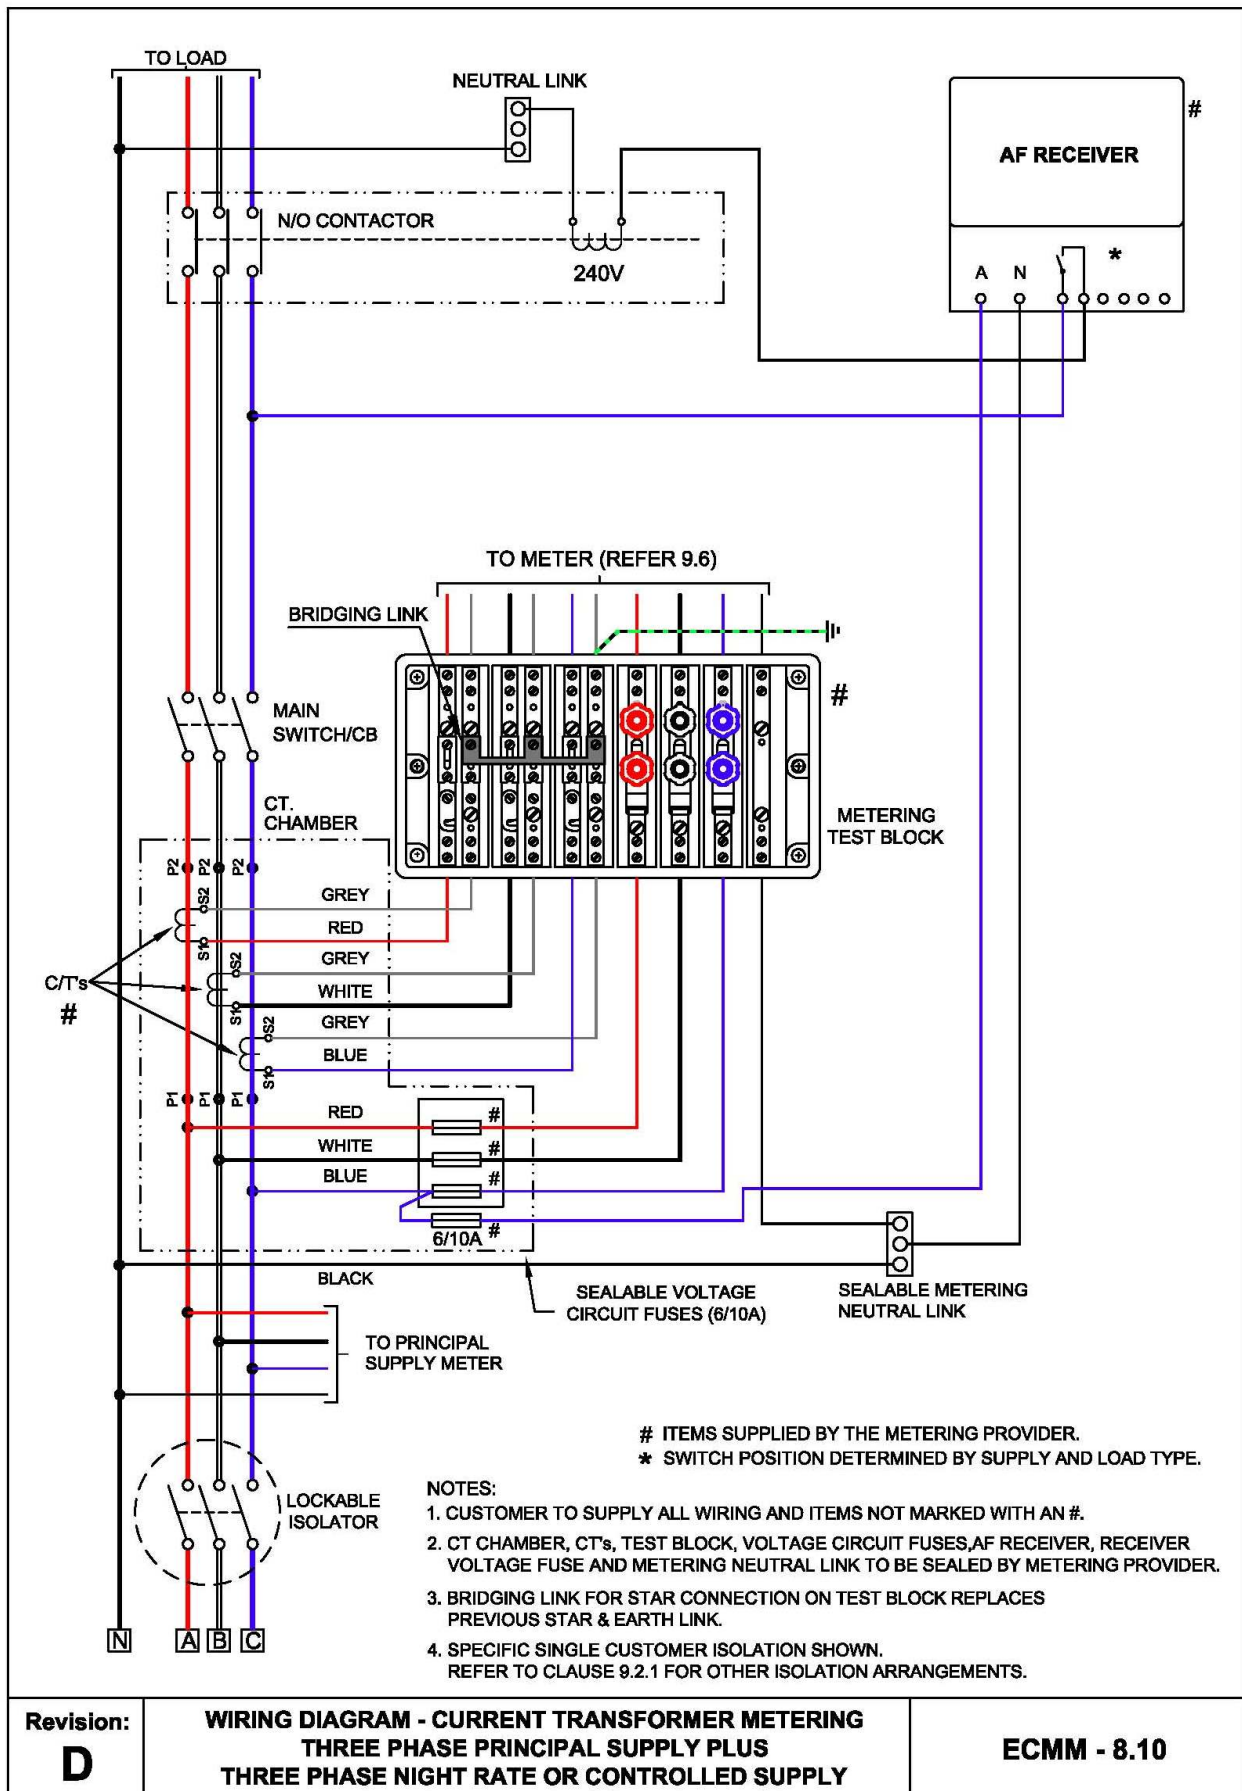 TO LOAD
NEUTRAL LINK
#
AF RECEIVER
N/O CONTACTOR
240V
A N *
TO METER (REFER 9.6)
BRIDGING LINK
#
MAIN
SWITCH/CB
CT.
CHAMBER
METERING
TEST BLOCK
P2 P2 P2
S2 GREY
S1 RED
S2 GREY
S1 WHITE
S2 GREY
S1 BLUE
C/T's
#
P1 P1 P1
RED #
WHITE #
BLUE #
6/10A #
BLACK
SEALABLE VOLTAGE
CIRCUIT FUSES (6/10A)
SEALABLE METERING
NEUTRAL LINK
TO PRINCIPAL
SUPPLY METER
# ITEMS SUPPLIED BY THE METERING PROVIDER.
* SWITCH POSITION DETERMINED BY SUPPLY AND LOAD TYPE.
LOCKABLE
ISOLATOR
NOTES:
1. CUSTOMER TO SUPPLY ALL WIRING AND ITEMS NOT MARKED WITH AN #.
2. CT CHAMBER, CT's, TEST BLOCK, VOLTAGE CIRCUIT FUSES,AF RECEIVER, RECEIVER
VOLTAGE FUSE AND METERING NEUTRAL LINK TO BE SEALED BY METERING PROVIDER.
3. BRIDGING LINK FOR STAR CONNECTION ON TEST BLOCK REPLACES
PREVIOUS STAR & EARTH LINK.
4. SPECIFIC SINGLE CUSTOMER ISOLATION SHOWN.
REFER TO CLAUSE 9.2.1 FOR OTHER ISOLATION ARRANGEMENTS.
N A B C
Revision:
D
WIRING DIAGRAM - CURRENT TRANSFORMER METERING
THREE PHASE PRINCIPAL SUPPLY PLUS
THREE PHASE NIGHT RATE OR CONTROLLED SUPPLY
ECMM - 8.10